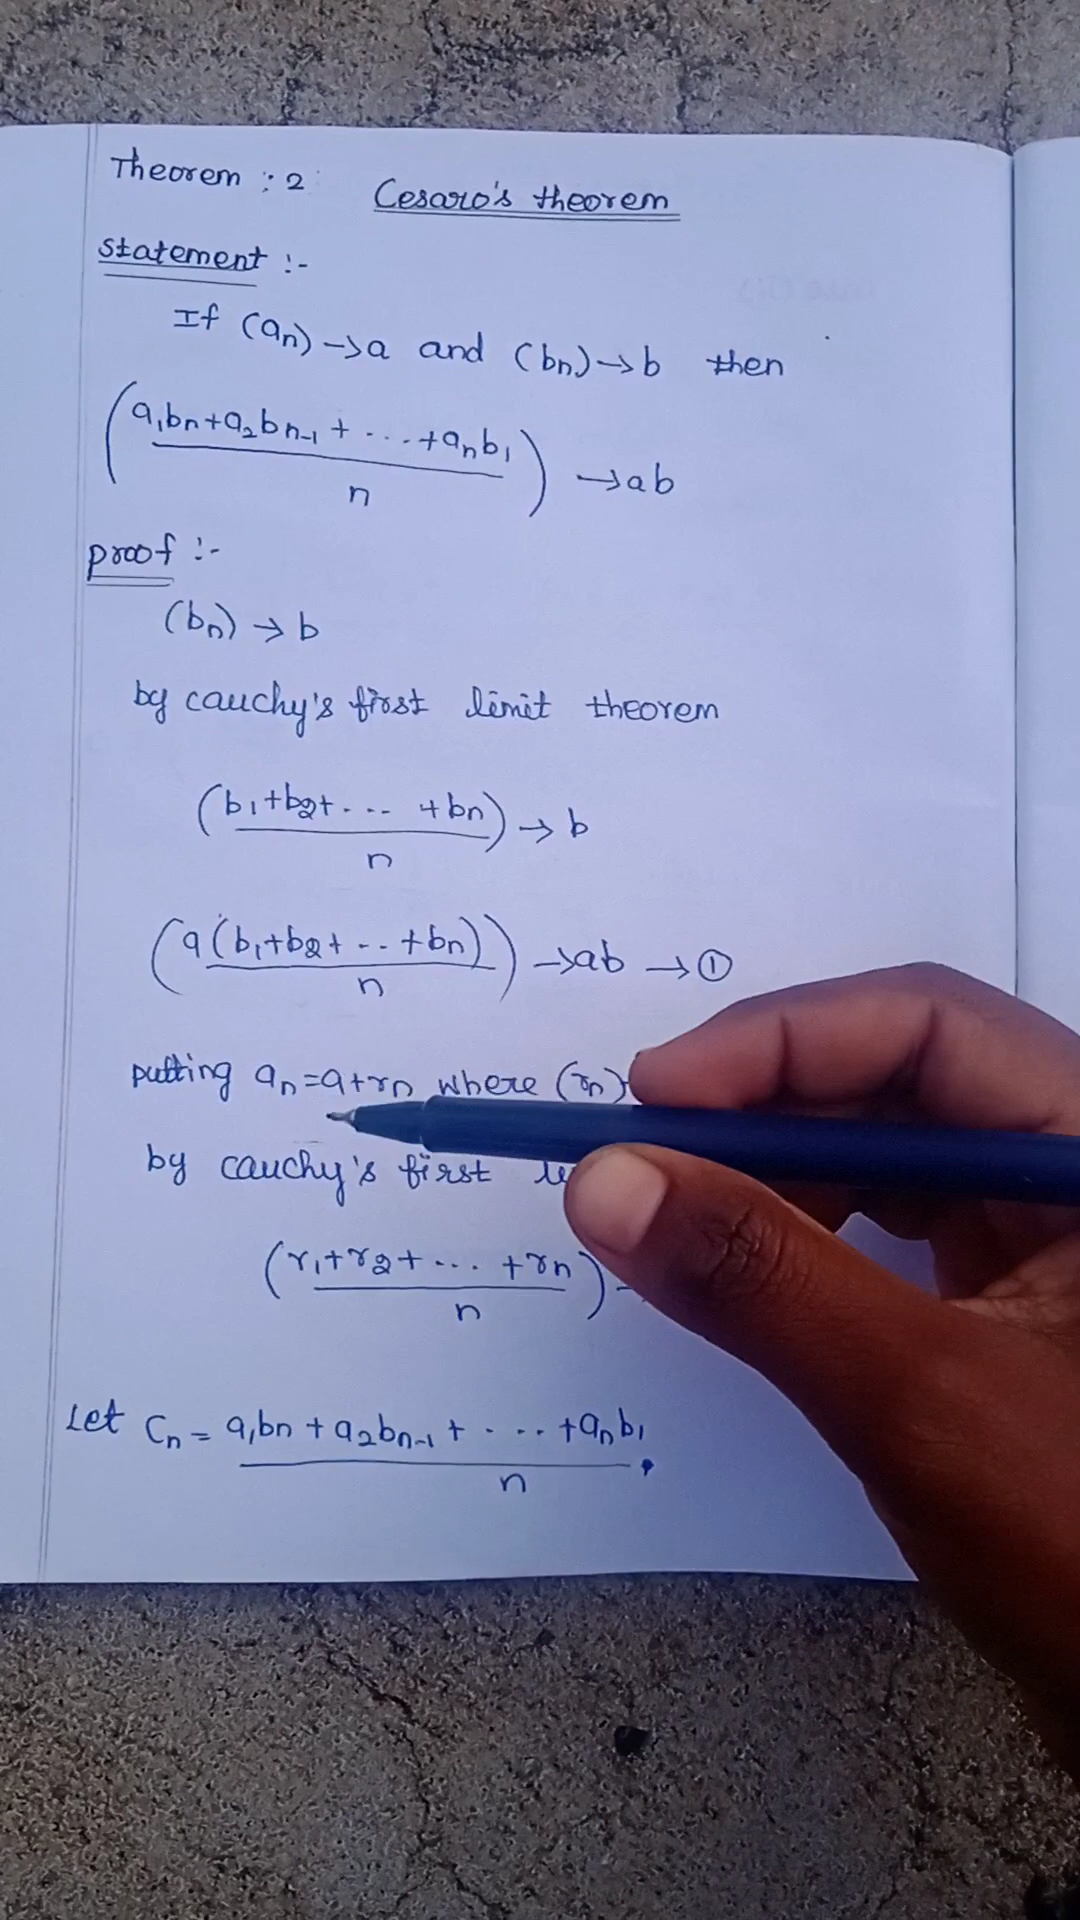 Theorem : 2
Cesaro's theorem
Statement :-
If (an) → a and (bn) → b then
(a1bn + a2bn-1 + ... + anb1 / n) → ab
proof :-
(bn) → b
by cauchy's first limit theorem
(b1 + b2 + ... + bn / n) → b
(a(b1 + b2 + .. + bn) / n) → ab → ①
putting an = a + rn where (rn)
by cauchy's first
(r1 + r2 + ... + rn / n)
Let Cn = a1bn + a2bn-1 + .... + anb1 / n